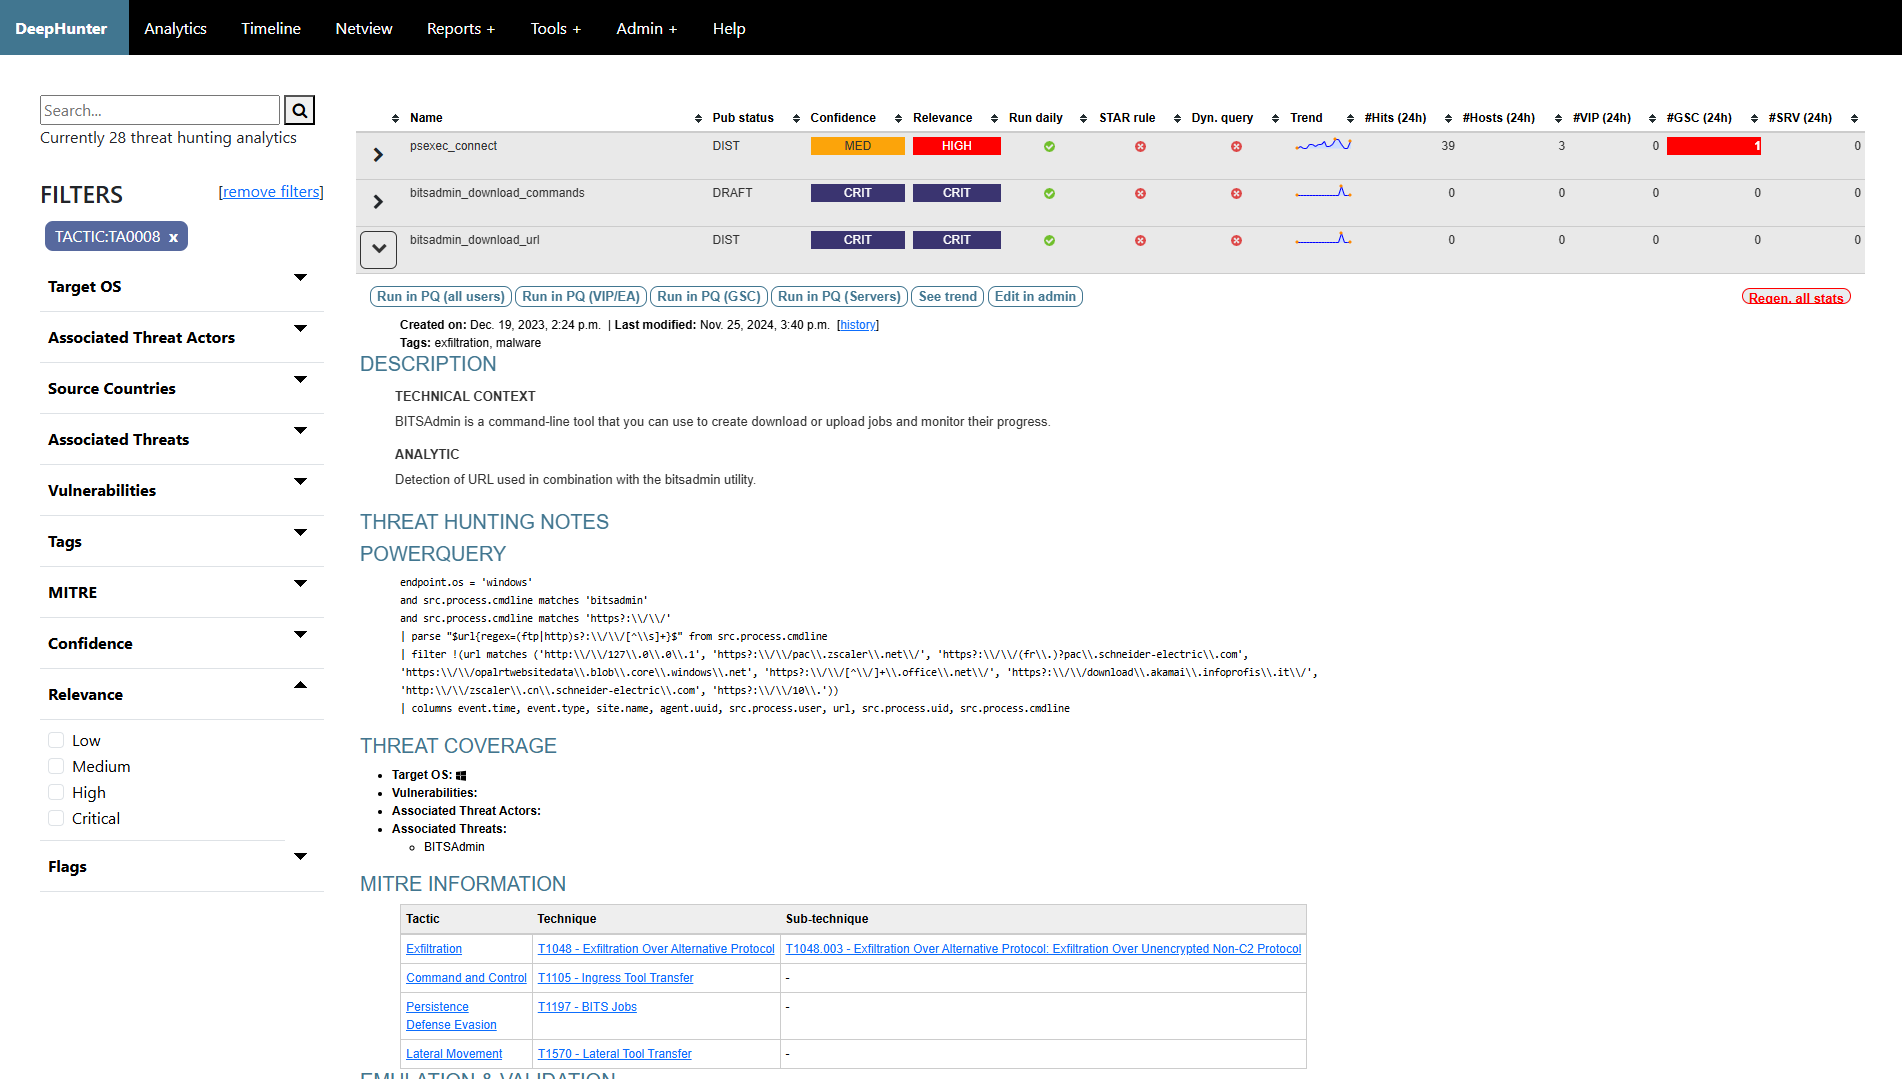 DeepHunter Analytics Timeline Netview Reports + Tools + Admin + Help
Search...
Currently 28 threat hunting analytics
FILTERS [remove filters]
TACTIC:TA0008 x
Target OS
Associated Threat Actors
Source Countries
Associated Threats
Vulnerabilities
Tags
MITRE
Confidence
Relevance
Low
Medium
High
Critical
Flags
Name Pub status Confidence Relevance Run daily STAR rule Dyn. query Trend #Hits (24h) #Hosts (24h) #VIP (24h) #GSC (24h) #SRV (24h)
psexec_connect DIST MED HIGH 39 3 0 1 0
bitsadmin_download_commands DRAFT CRIT CRIT 0 0 0 0 0
bitsadmin_download_url DIST CRIT CRIT 0 0 0 0 0
Run in PQ (all users) Run in PQ (VIP/EA) Run in PQ (GSC) Run in PQ (Servers) See trend Edit in admin Regen. all stats
Created on: Dec. 19, 2023, 2:24 p.m. | Last modified: Nov. 25, 2024, 3:40 p.m. [history]
Tags: exfiltration, malware
DESCRIPTION
TECHNICAL CONTEXT
BITSAdmin is a command-line tool that you can use to create download or upload jobs and monitor their progress.
ANALYTIC
Detection of URL used in combination with the bitsadmin utility.
THREAT HUNTING NOTES
POWERQUERY
endpoint.os = 'windows'
and src.process.cmdline matches 'bitsadmin'
and src.process.cmdline matches 'https?:\\/\\/'
| parse "$url{regex=(ftp|http)s?:\\/\\/[^\\s]+}$" from src.process.cmdline
| filter !(url matches ('http:\\/\\/127\\.0\\.0\\.1', 'https?:\\/\\/pac\\.zscaler\\.net\\/', 'https?:\\/\\/(fr\\.)?pac\\.schneider-electric\\.com',
'https:\\/\\/opalrtwebsitedata\\.blob\\.core\\.windows\\.net', 'https?:\\/\\/[^\\/]+\\.office\\.net\\/', 'https?:\\/\\/download\\.akamai\\.infoprofis\\.it\\/',
'http:\\/\\/zscaler\\.cn\\.schneider-electric\\.com', 'https?:\\/\\/10\\.'))
| columns event.time, event.type, site.name, agent.uuid, src.process.user, url, src.process.uid, src.process.cmdline
THREAT COVERAGE
• Target OS:
• Vulnerabilities:
• Associated Threat Actors:
• Associated Threats:
○ BITSAdmin
MITRE INFORMATION
Tactic Technique Sub-technique
Exfiltration T1048 - Exfiltration Over Alternative Protocol T1048.003 - Exfiltration Over Alternative Protocol: Exfiltration Over Unencrypted Non-C2 Protocol
Command and Control T1105 - Ingress Tool Transfer -
Persistence T1197 - BITS Jobs -
Defense Evasion
Lateral Movement T1570 - Lateral Tool Transfer -
EMULATION & VALIDATION